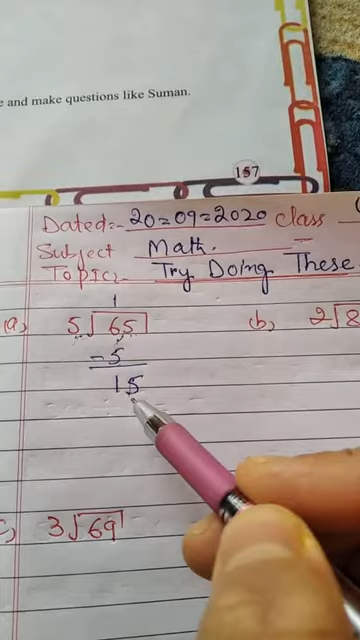 e and make questions like Suman.
157
Dated:- 20=09=2020 class
Subject Math.
Topic:- Try Doing These
1
(a) 5√65 (b) 2√8
-5
15
c) 3√69